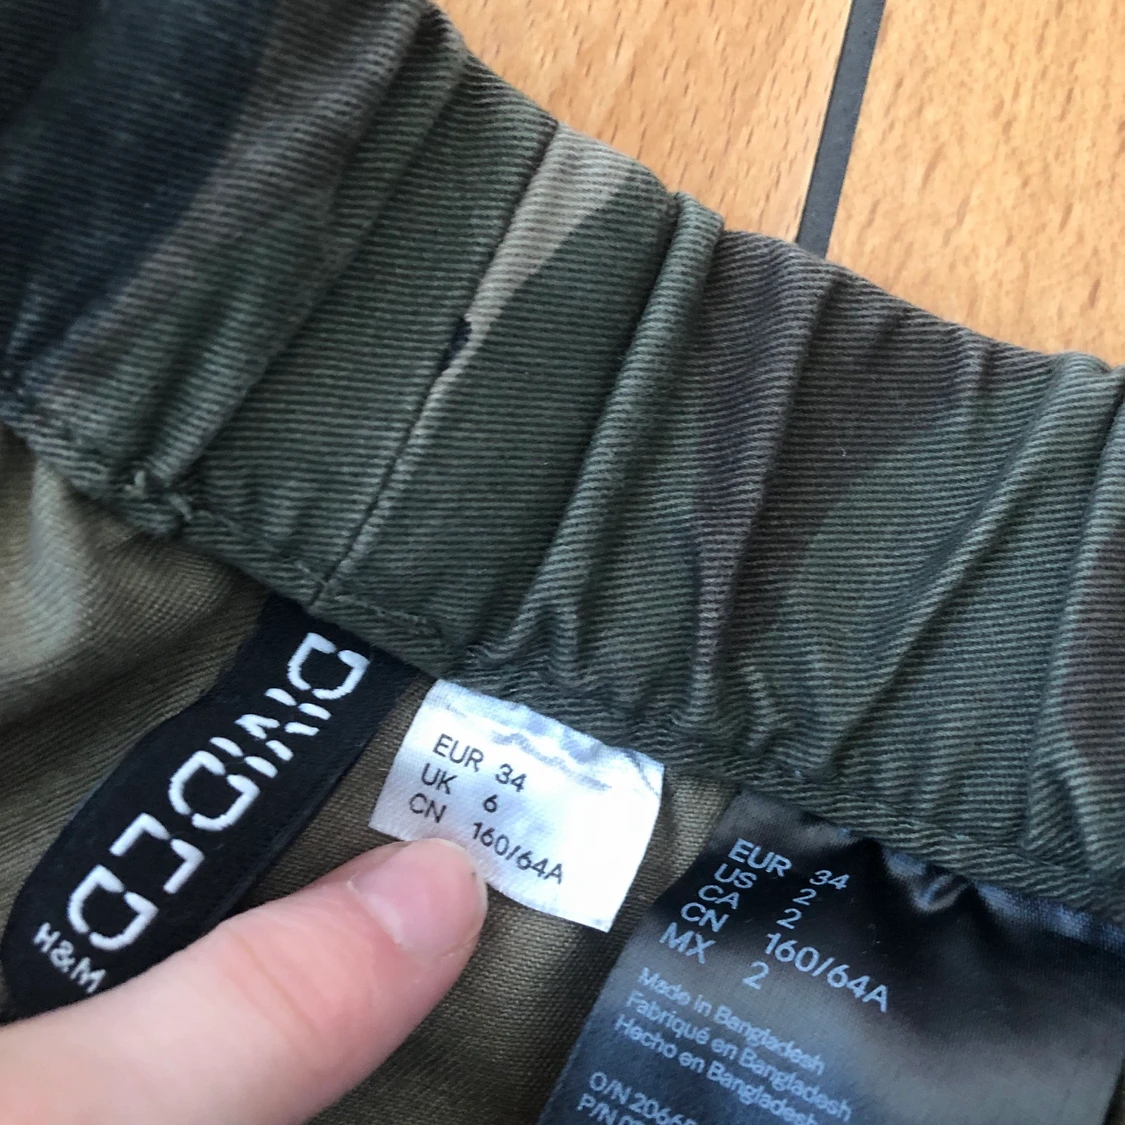 DIVIDED
H&M
EUR 34
UK 6
CN 160/64A
EUR 34
US 2
CA 2
CN 160/64A
MX 2
Made in Bangladesh
Fabriqué en Bangladesh
Hecho en Bangladesh
O/N 2066
P/N